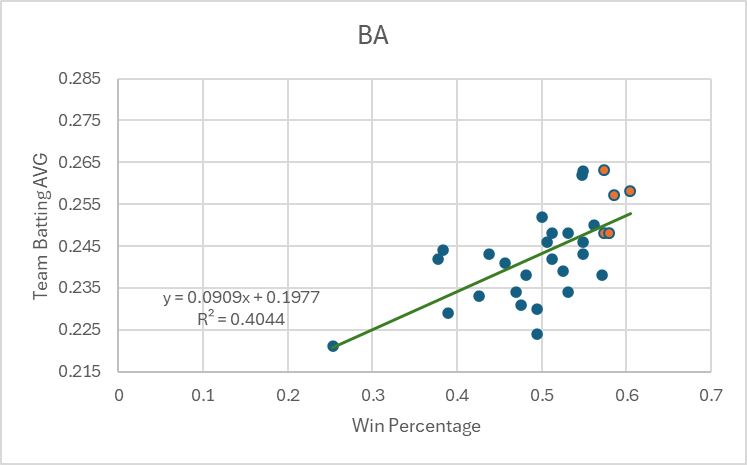 BA
0.285
0.275
0.265
0.255
0.245
0.235
0.225
0.215
Team Batting AVG
y = 0.0909x + 0.1977
R² = 0.4044
0 0.1 0.2 0.3 0.4 0.5 0.6 0.7
Win Percentage